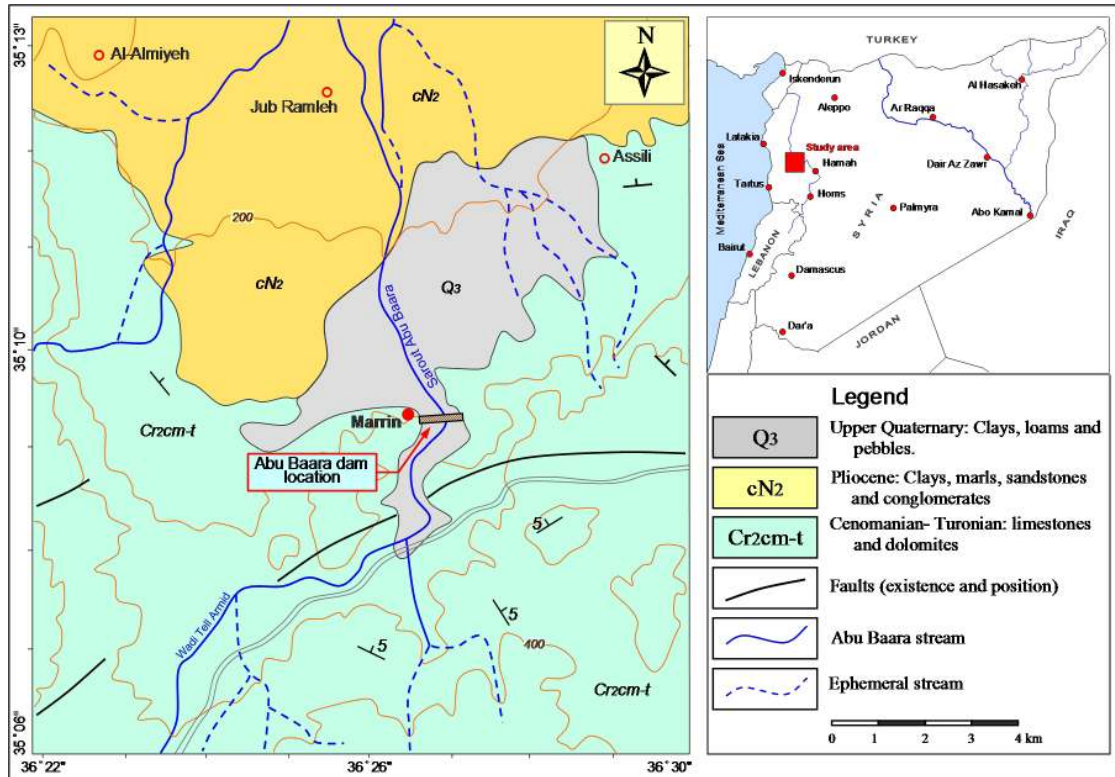 36° 13"
Al-Almiyeh
Jub Ramleh
cN2
N
Assili
200
cN2
Q3
36° 10"
Sarout Abu Baara
Marrin
Cr2cm-t
Abu Baara dam
location
5
Wadi Tell Armid
5
5
400
Cr2cm-t
36° 06"
36° 22"
36° 26"
36° 30"
TURKEY
Iskenderun
Al Hasakeh
Aleppo
Ar Raqqa
Latakia
Study area
Dair Az Zawr
Hamah
Tartus
Homs
Palmyra
Abo Kamal
Mediterranean Sea
SYRIA
IRAQ
Bairut
LEBANON
Damascus
Dar'a
JORDAN
Legend
Q3
Upper Quaternary: Clays, loams and
pebbles.
cN2
Pliocene: Clays, marls, sandstones
and conglomerates
Cr2cm-t
Cenomanian- Turonian: limestones
and dolomites
Faults (existence and position)
Abu Baara stream
Ephemeral stream
0 1 2 3 4 km